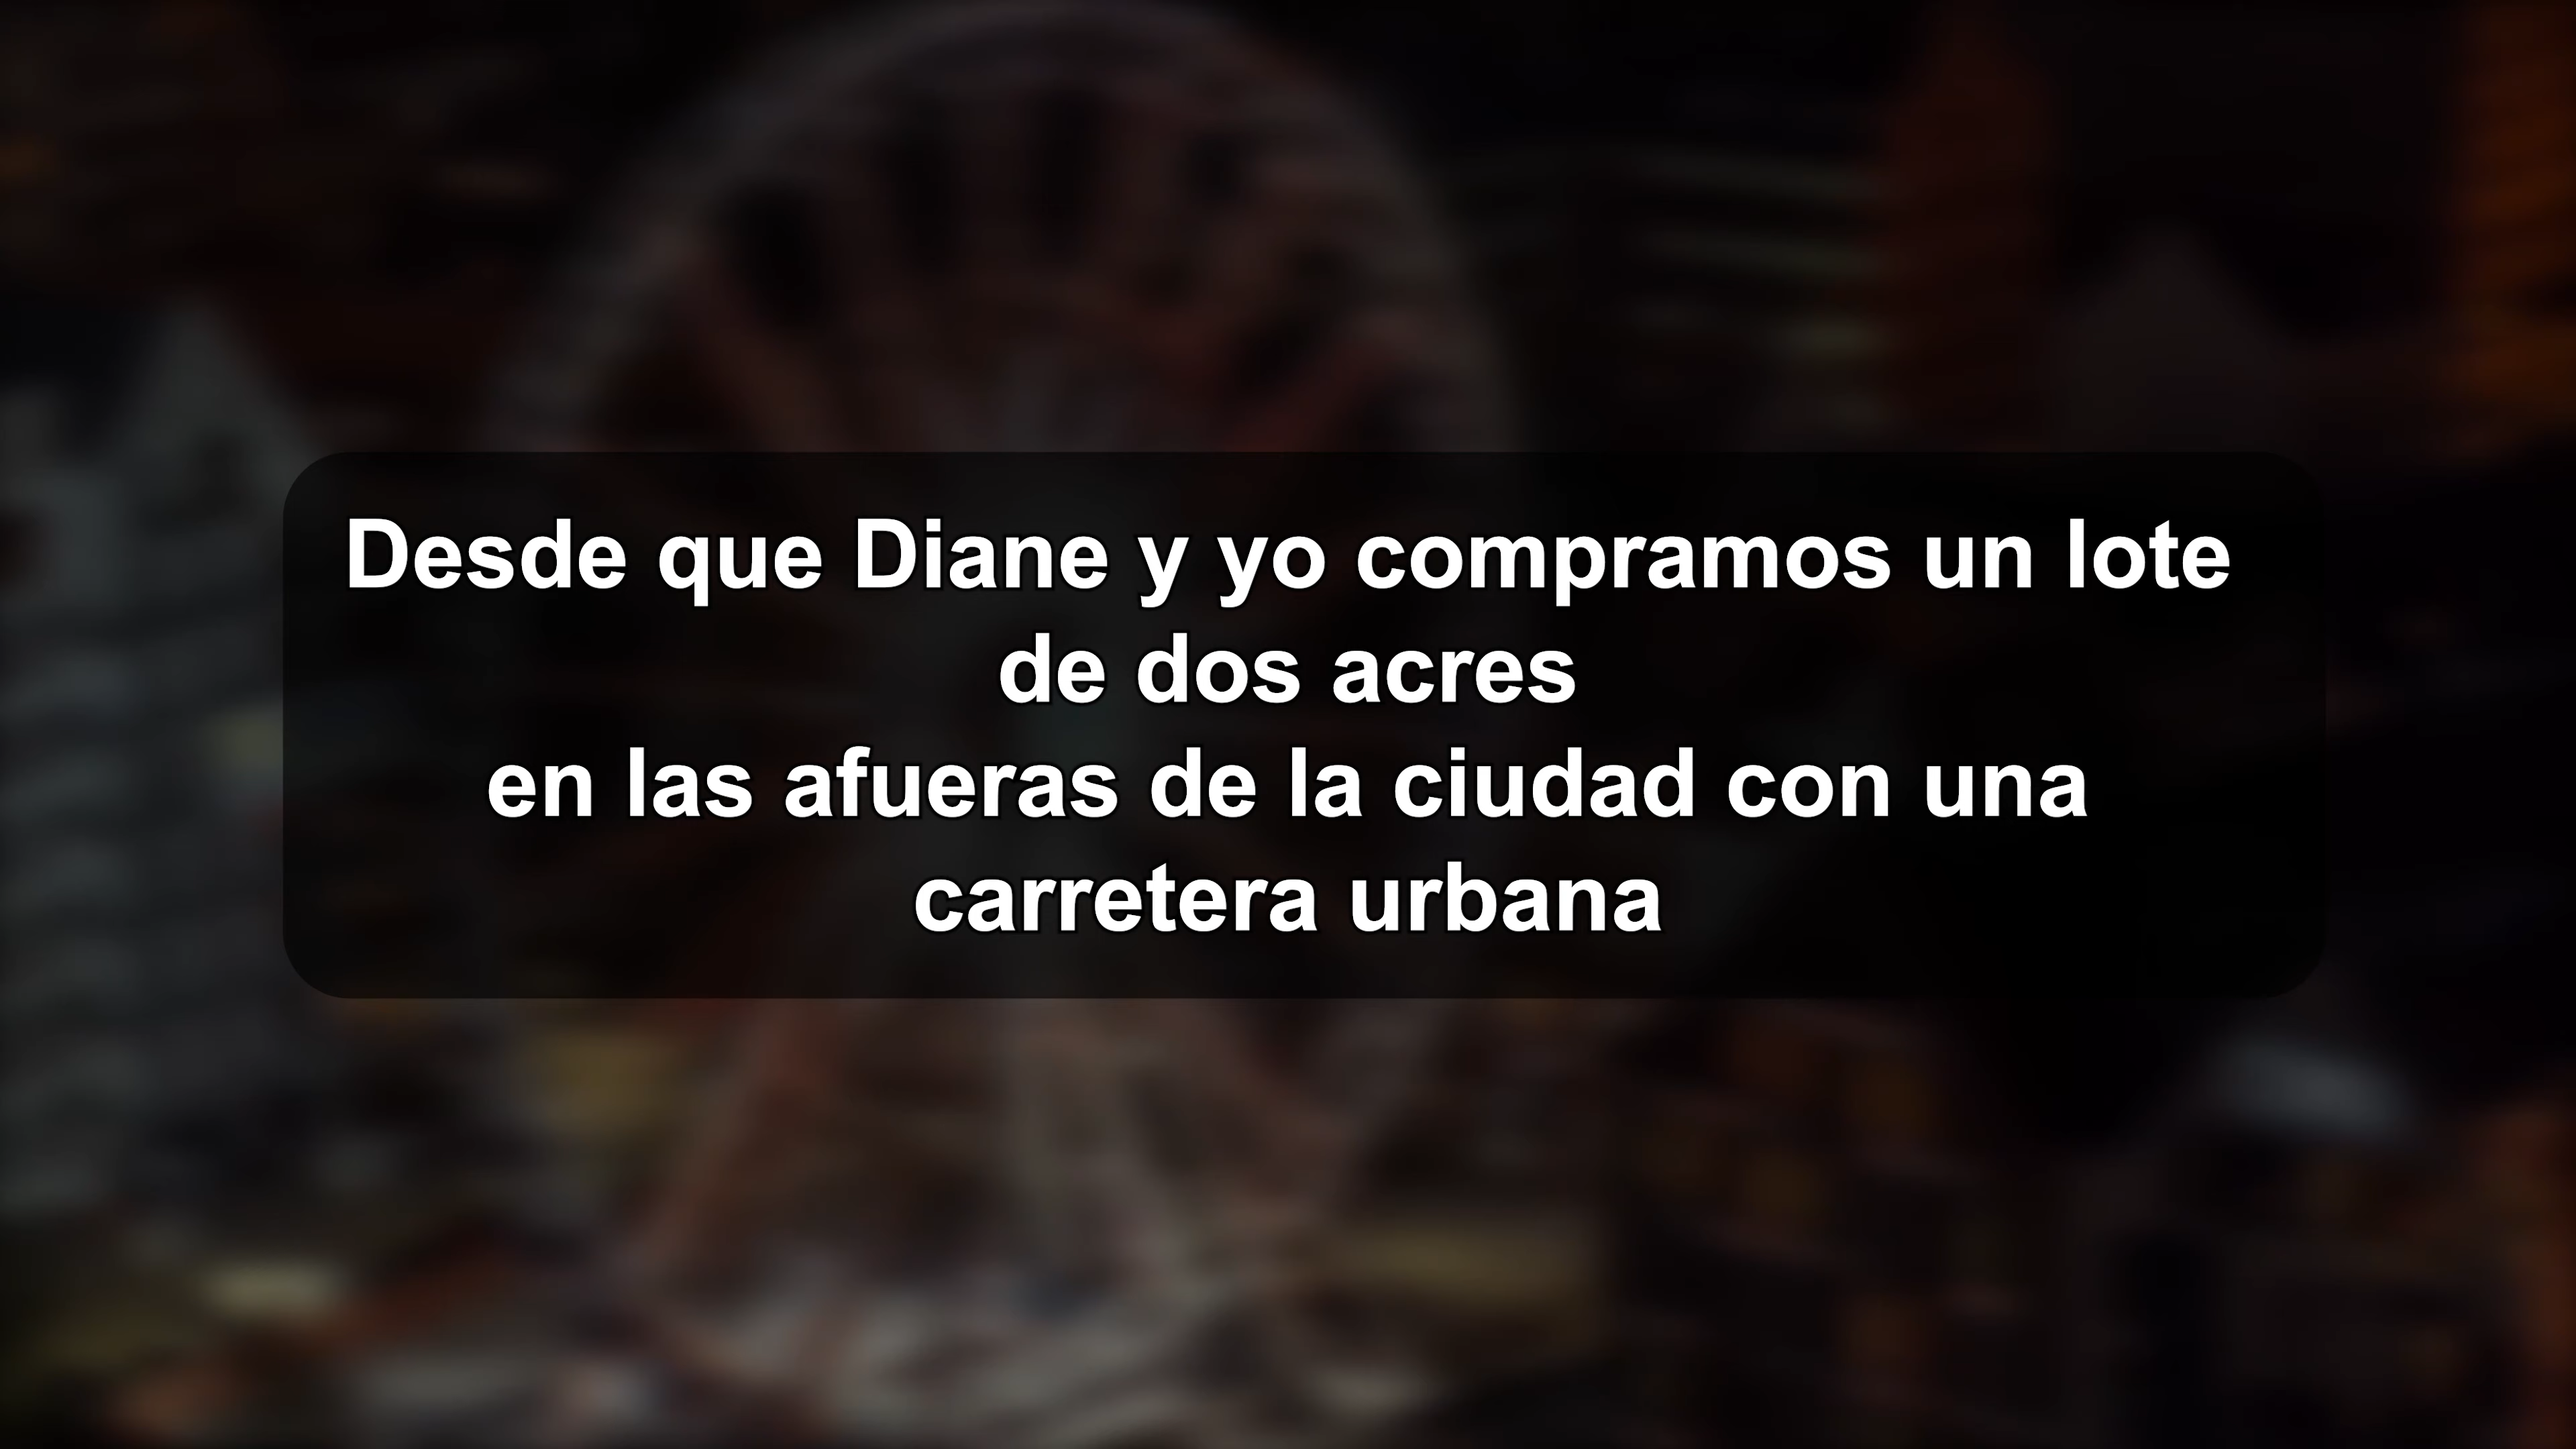 Desde que Diane y yo compramos un lote
de dos acres
en las afueras de la ciudad con una
carretera urbana